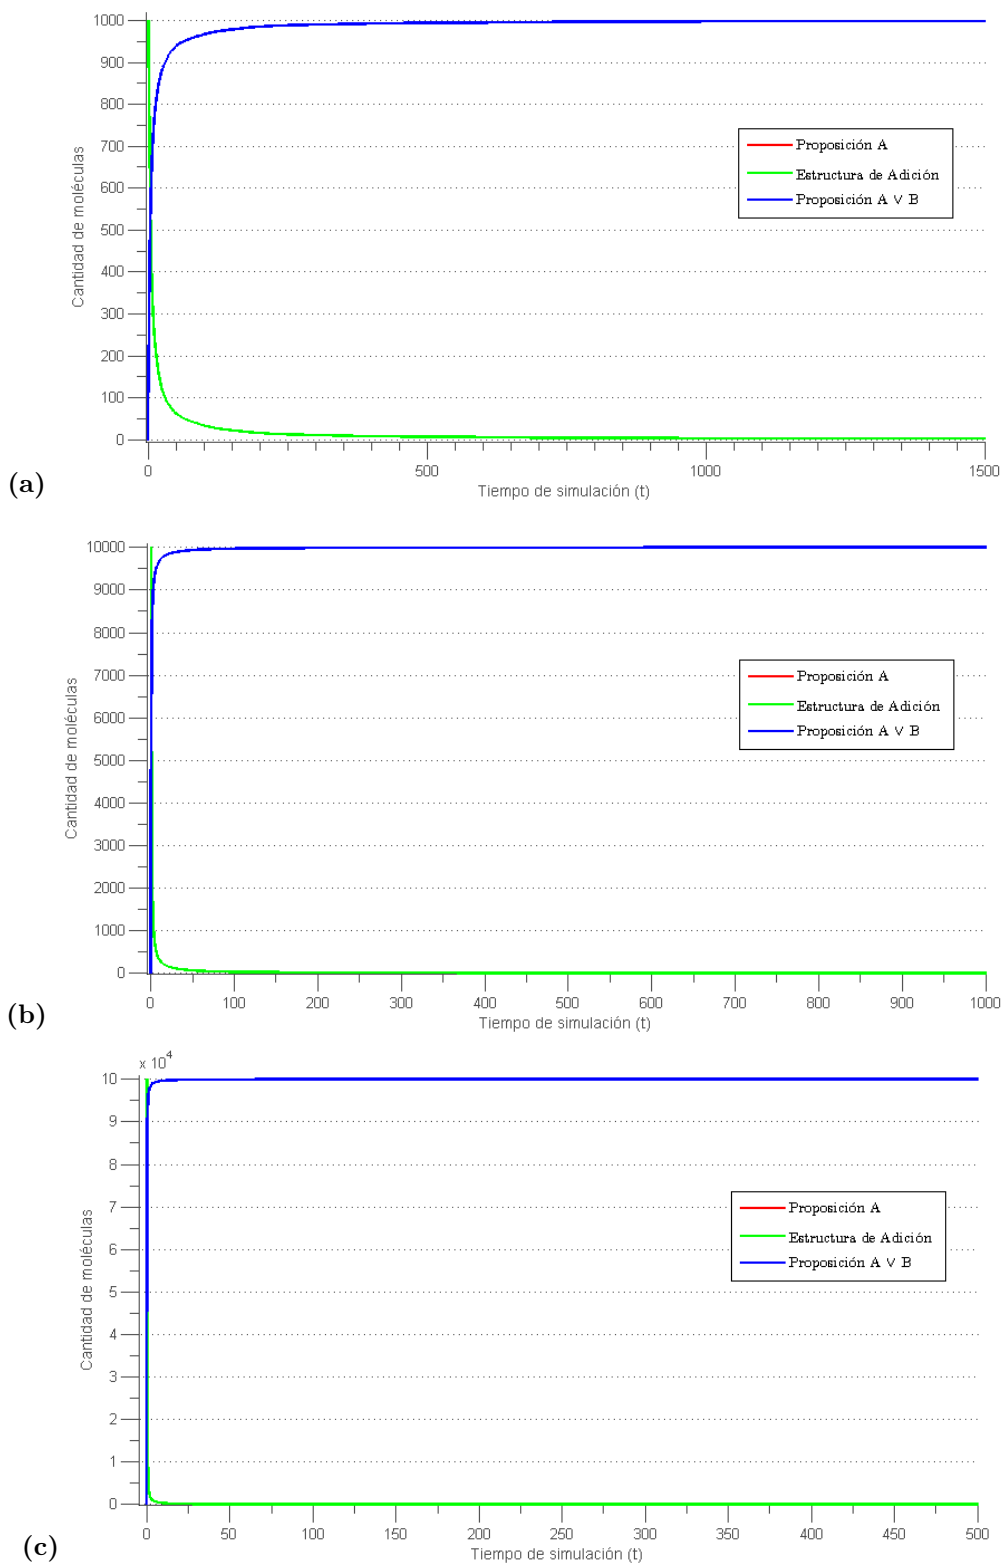 1000
900
800
700
600
500
400
300
200
100
0
Cantidad de moléculas
Proposición A
Estructura de Adición
Proposición A ∨ B
0 500 1000 1500
Tiempo de simulación (t)
(a)
10000
9000
8000
7000
6000
5000
4000
3000
2000
1000
0
Cantidad de moléculas
Proposición A
Estructura de Adición
Proposición A ∨ B
0 100 200 300 400 500 600 700 800 900 1000
Tiempo de simulación (t)
(b)
x 10⁴
10
9
8
7
6
5
4
3
2
1
0
Cantidad de moléculas
Proposición A
Estructura de Adición
Proposición A ∨ B
0 50 100 150 200 250 300 350 400 450 500
Tiempo de simulación (t)
(c)